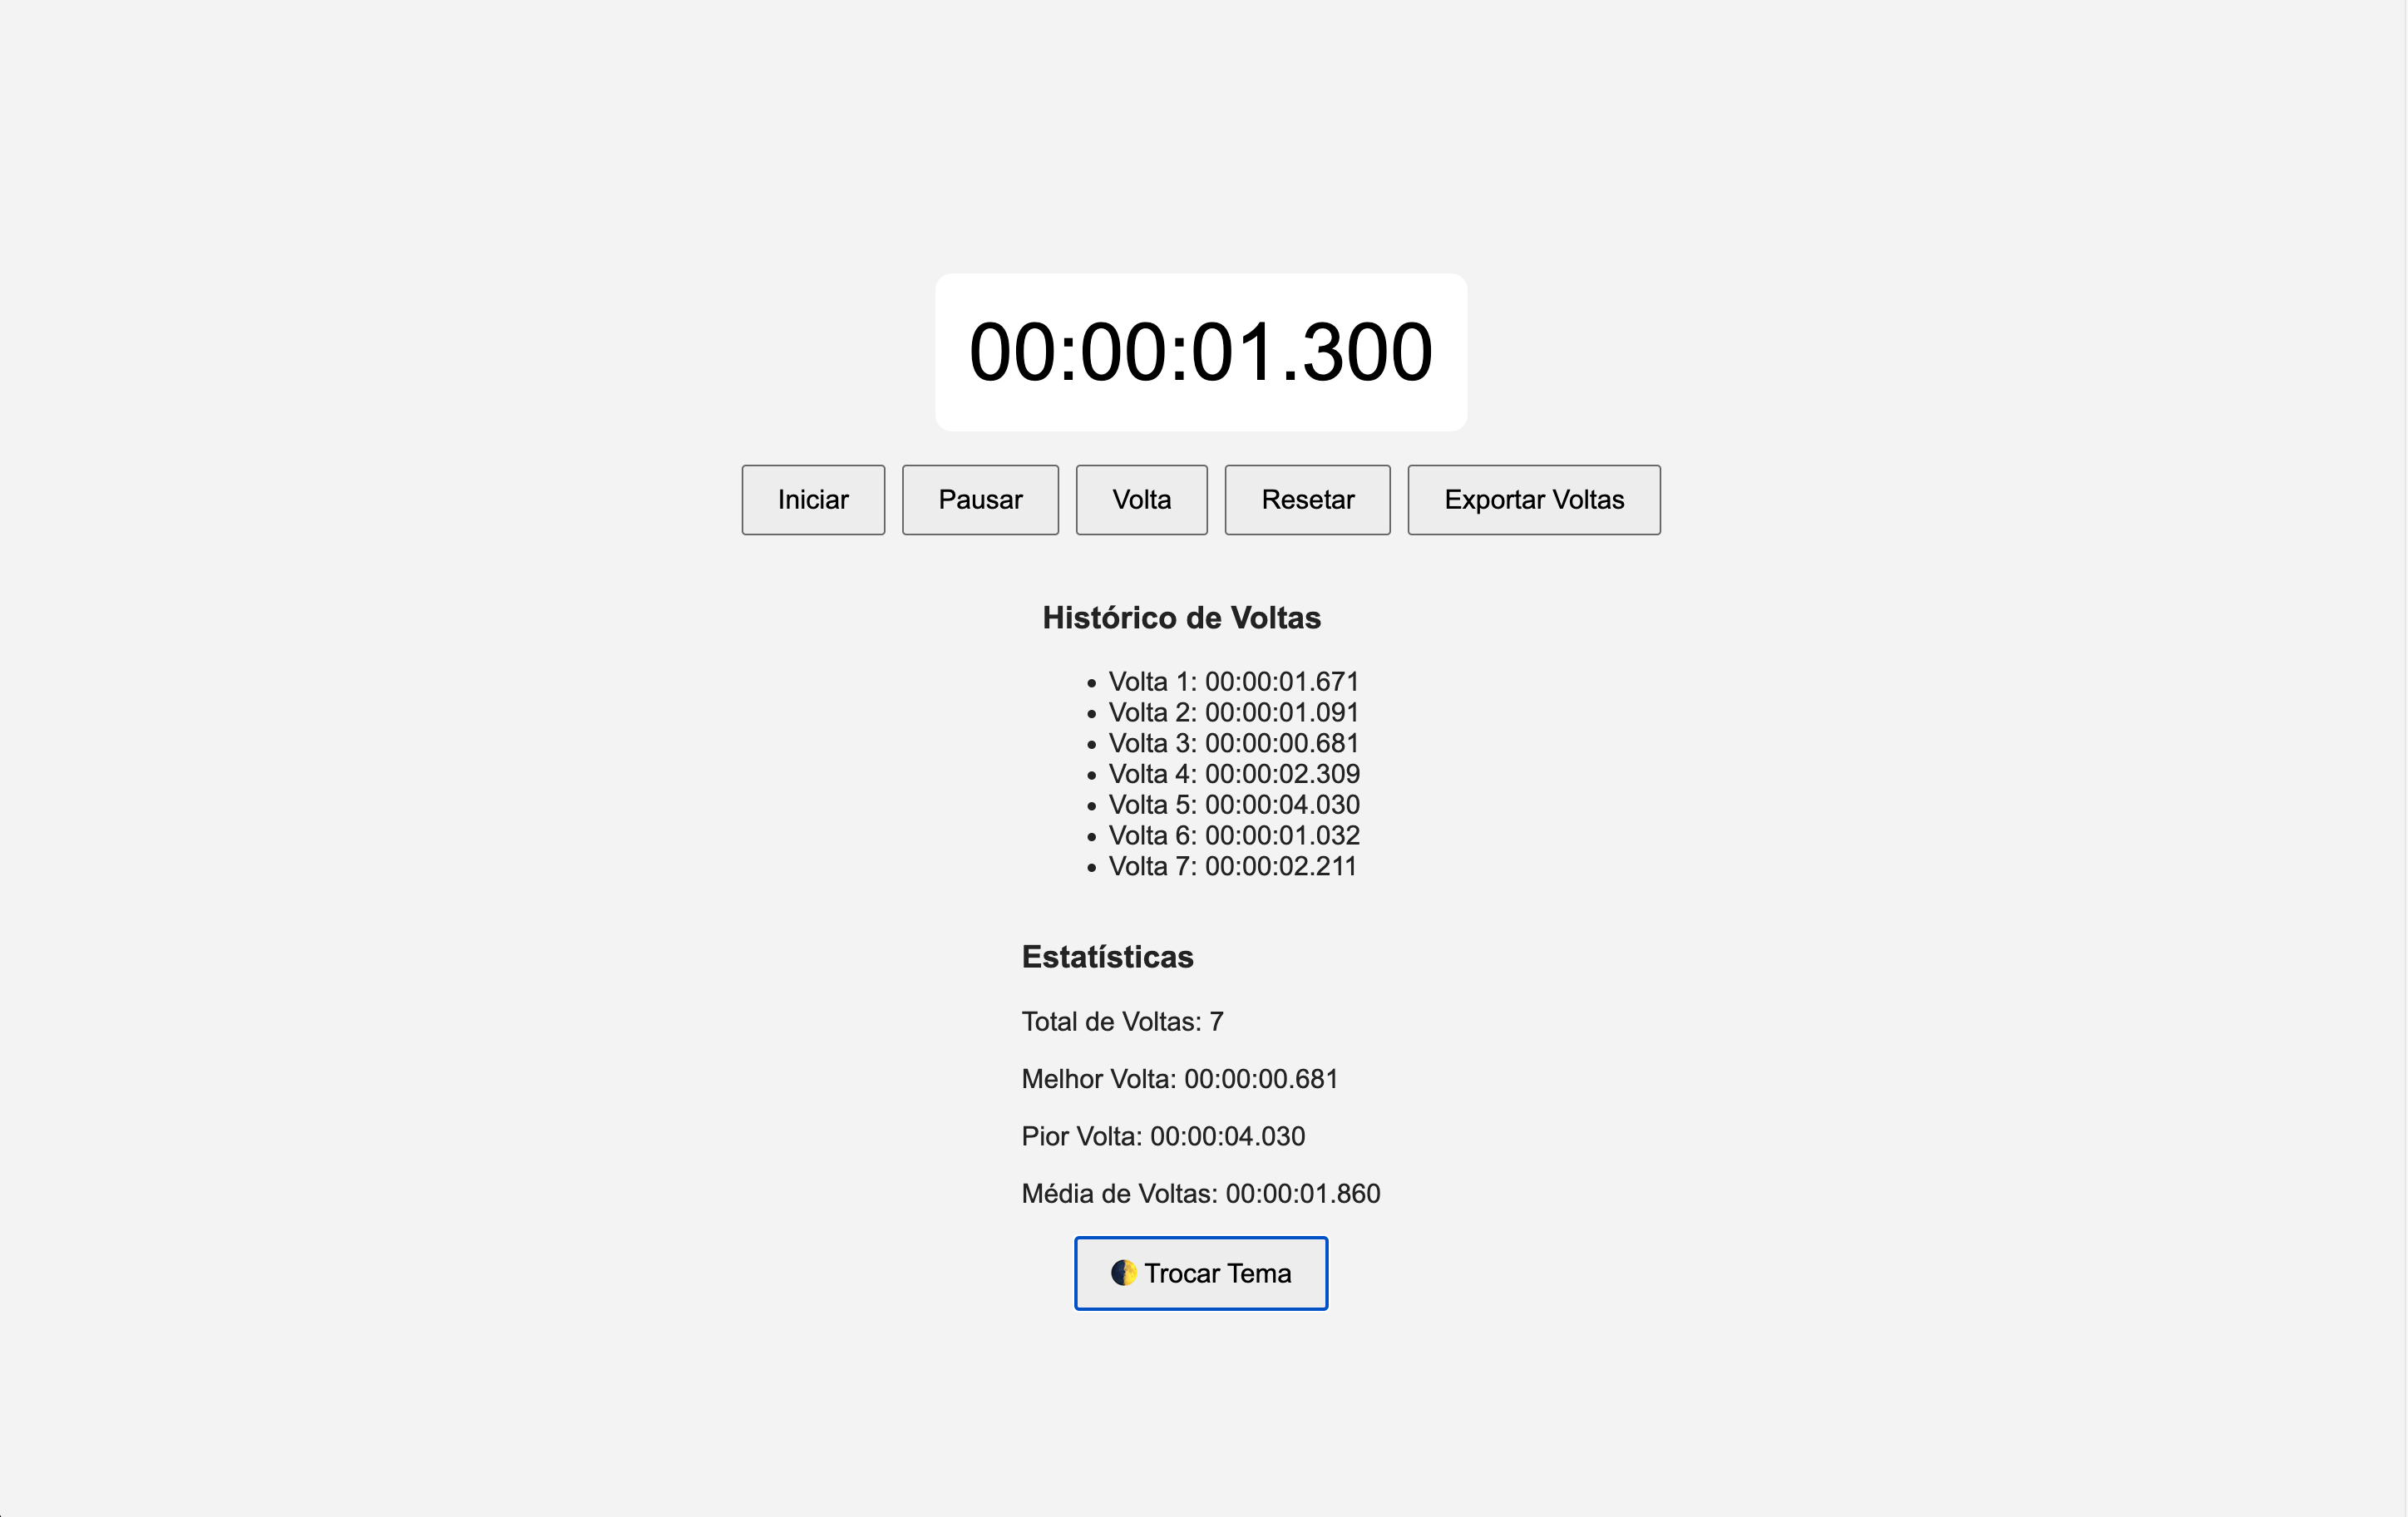 00:00:01.300
Iniciar Pausar Volta Resetar Exportar Voltas
Histórico de Voltas
• Volta 1: 00:00:01.671
• Volta 2: 00:00:01.091
• Volta 3: 00:00:00.681
• Volta 4: 00:00:02.309
• Volta 5: 00:00:04.030
• Volta 6: 00:00:01.032
• Volta 7: 00:00:02.211
Estatísticas
Total de Voltas: 7
Melhor Volta: 00:00:00.681
Pior Volta: 00:00:04.030
Média de Voltas: 00:00:01.860
🌓 Trocar Tema